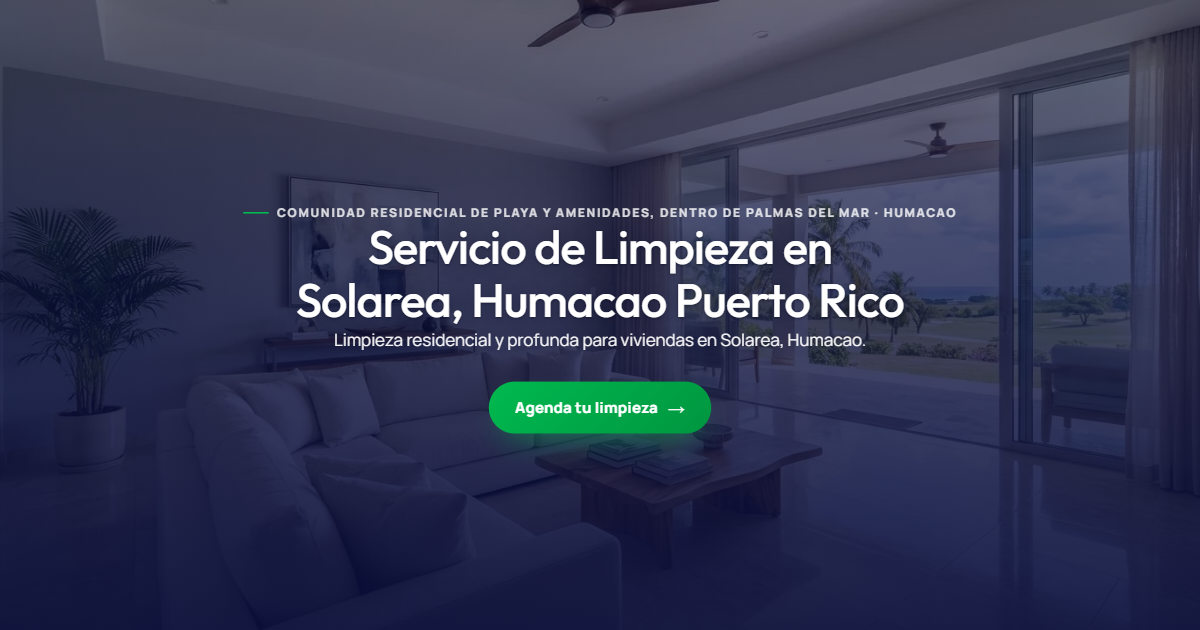 COMUNIDAD RESIDENCIAL DE PLAYA Y AMENIDADES, DENTRO DE PALMAS DEL MAR · HUMACAO
Servicio de Limpieza en
Solarea, Humacao Puerto Rico
Limpieza residencial y profunda para viviendas en Solarea, Humacao.
Agenda tu limpieza →